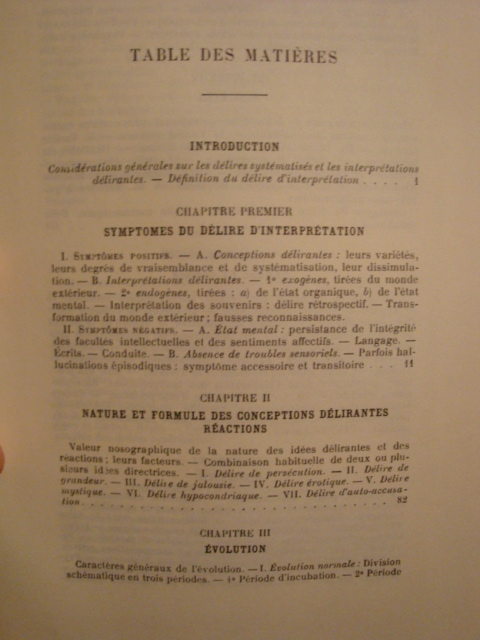 TABLE DES MATIÈRES
INTRODUCTION
Considérations générales sur les délires systématisés et les interprétations
délirantes. — Définition du délire d'interprétation . . . . 1
CHAPITRE PREMIER
SYMPTOMES DU DÉLIRE D'INTERPRÉTATION
I. Symptômes positifs. — A. Conceptions délirantes : leurs variétés,
leurs degrés de vraisemblance et de systématisation, leur dissimula-
tion. — B. Interprétations délirantes. — 1º exogènes, tirées du monde
extérieur. — 2º endogènes, tirées : a) de l'état organique, b) de l'état
mental. — Interprétation des souvenirs : délire rétrospectif. — Trans-
formation du monde extérieur ; fausses reconnaissances.
II. Symptômes négatifs. — A. État mental : persistance de l'intégrité
des facultés intellectuelles et des sentiments affectifs. — Langage. —
Écrits. — Conduite. — B. Absence de troubles sensoriels. — Parfois hal-
lucinations épisodiques : symptôme accessoire et transitoire . . . 11
CHAPITRE II
NATURE ET FORMULE DES CONCEPTIONS DÉLIRANTES
RÉACTIONS
Valeur nosographique de la nature des idées délirantes et des
réactions ; leurs facteurs. — Combinaison habituelle de deux ou plu-
sieurs idées directrices. — I. Délire de persécution. — II. Délire de
grandeur. — III. Délire de jalousie. — IV. Délire érotique. — V. Délire
mystique. — VI. Délire hypocondriaque. — VII. Délire d'auto-accusa-
tion . . . . . . . . . . . . . . . . . . . . . . . . . . . . 82
CHAPITRE III
ÉVOLUTION
Caractères généraux de l'évolution. — I. Évolution normale : Division
schématique en trois périodes. — 1º Période d'incubation. — 2º Période